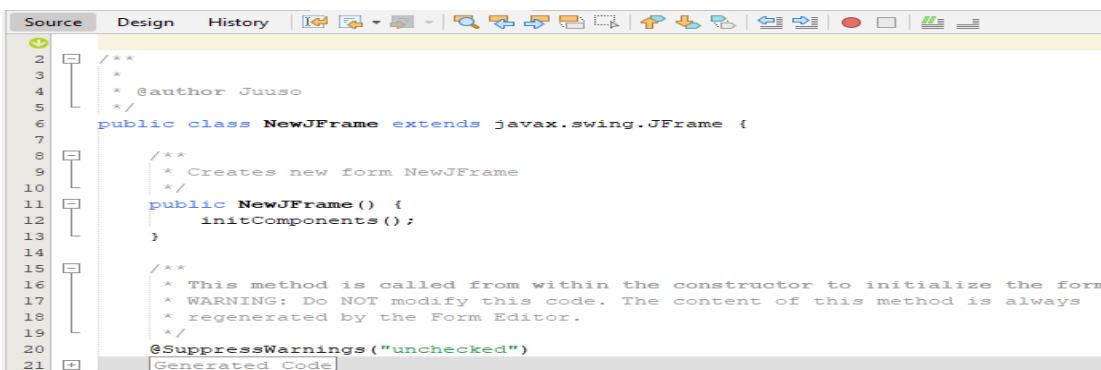 Source Design History
2 /**
3 *
4 * @author Juuso
5 */
6 public class NewJFrame extends javax.swing.JFrame {
7
8 /**
9 * Creates new form NewJFrame
10 */
11 public NewJFrame() {
12 initComponents();
13 }
14
15 /**
16 * This method is called from within the constructor to initialize the form
17 * WARNING: Do NOT modify this code. The content of this method is always
18 * regenerated by the Form Editor.
19 */
20 @SuppressWarnings("unchecked")
21 Generated Code